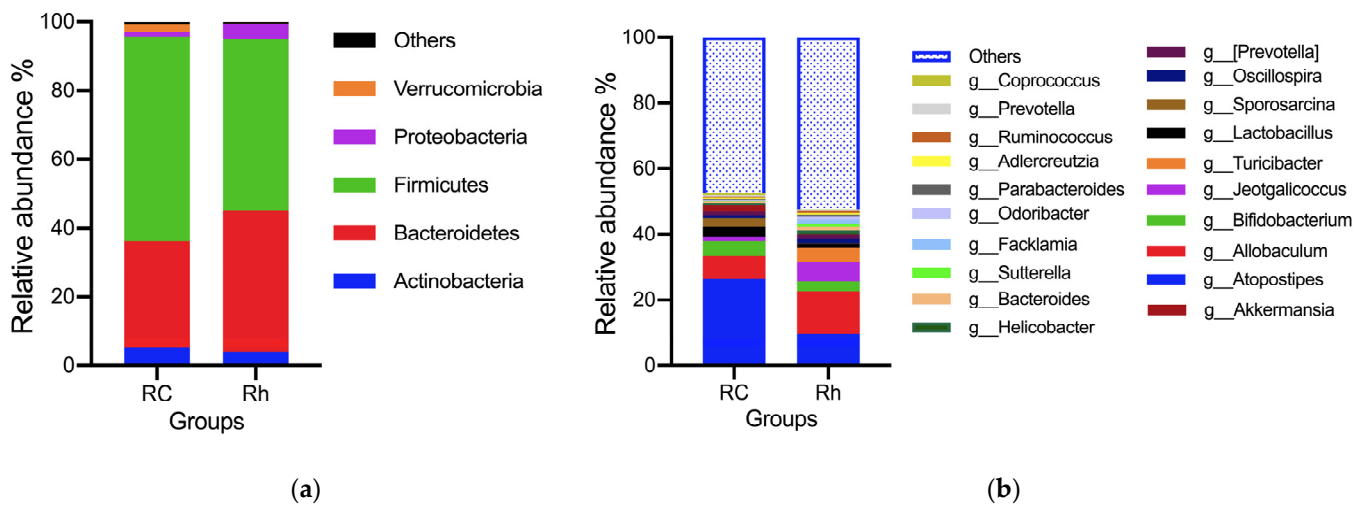 Relative abundance %
100
80
60
40
20
0
RC
Rh
Groups
Others
Verrucomicrobia
Proteobacteria
Firmicutes
Bacteroidetes
Actinobacteria
(a)
Relative abundance %
100
80
60
40
20
0
RC
Rh
Groups
Others
g__Coprococcus
g__Prevotella
g__Ruminococcus
g__Adlercreutzia
g__Parabacteroides
g__Odoribacter
g__Facklamia
g__Sutterella
g__Bacteroides
g__Helicobacter
g__[Prevotella]
g__Oscillospira
g__Sporosarcina
g__Lactobacillus
g__Turicibacter
g__Jeotgalicoccus
g__Bifidobacterium
g__Allobaculum
g__Atopostipes
g__Akkermansia
(b)